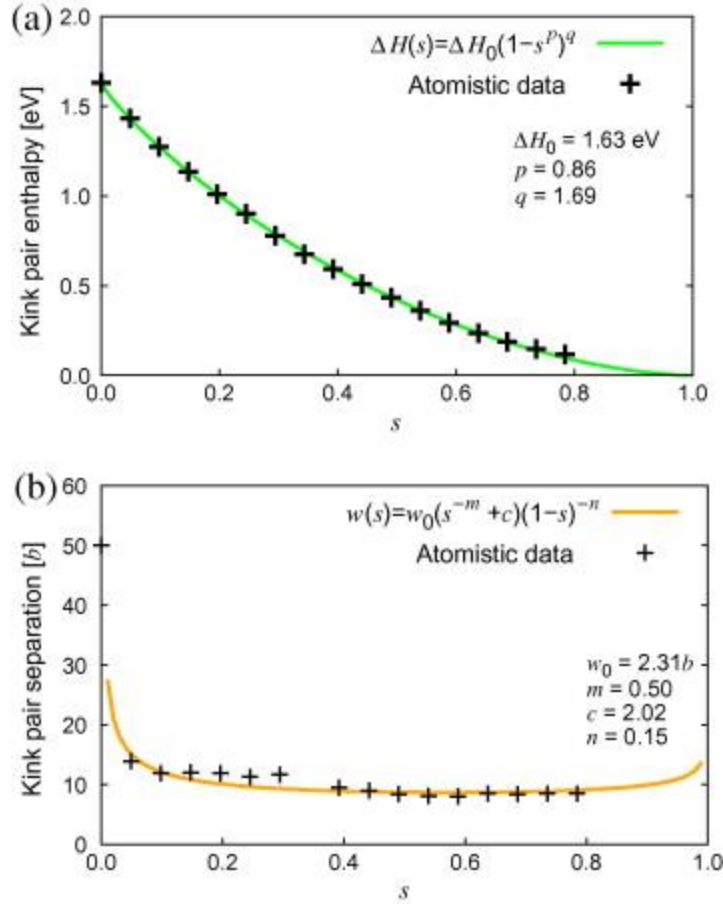 (a)
ΔH(s)=ΔH₀(1−sᵖ)^q
Atomistic data
ΔH₀ = 1.63 eV
p = 0.86
q = 1.69
Kink pair enthalpy [eV]
2.0
1.5
1.0
0.5
0.0
0.0 0.2 0.4 0.6 0.8 1.0
s
(b)
w(s)=w₀(s⁻ᵐ +c)(1−s)⁻ⁿ
Atomistic data
w₀ = 2.31b
m = 0.50
c = 2.02
n = 0.15
Kink pair separation [b]
60
50
40
30
20
10
0
0.0 0.2 0.4 0.6 0.8 1.0
s